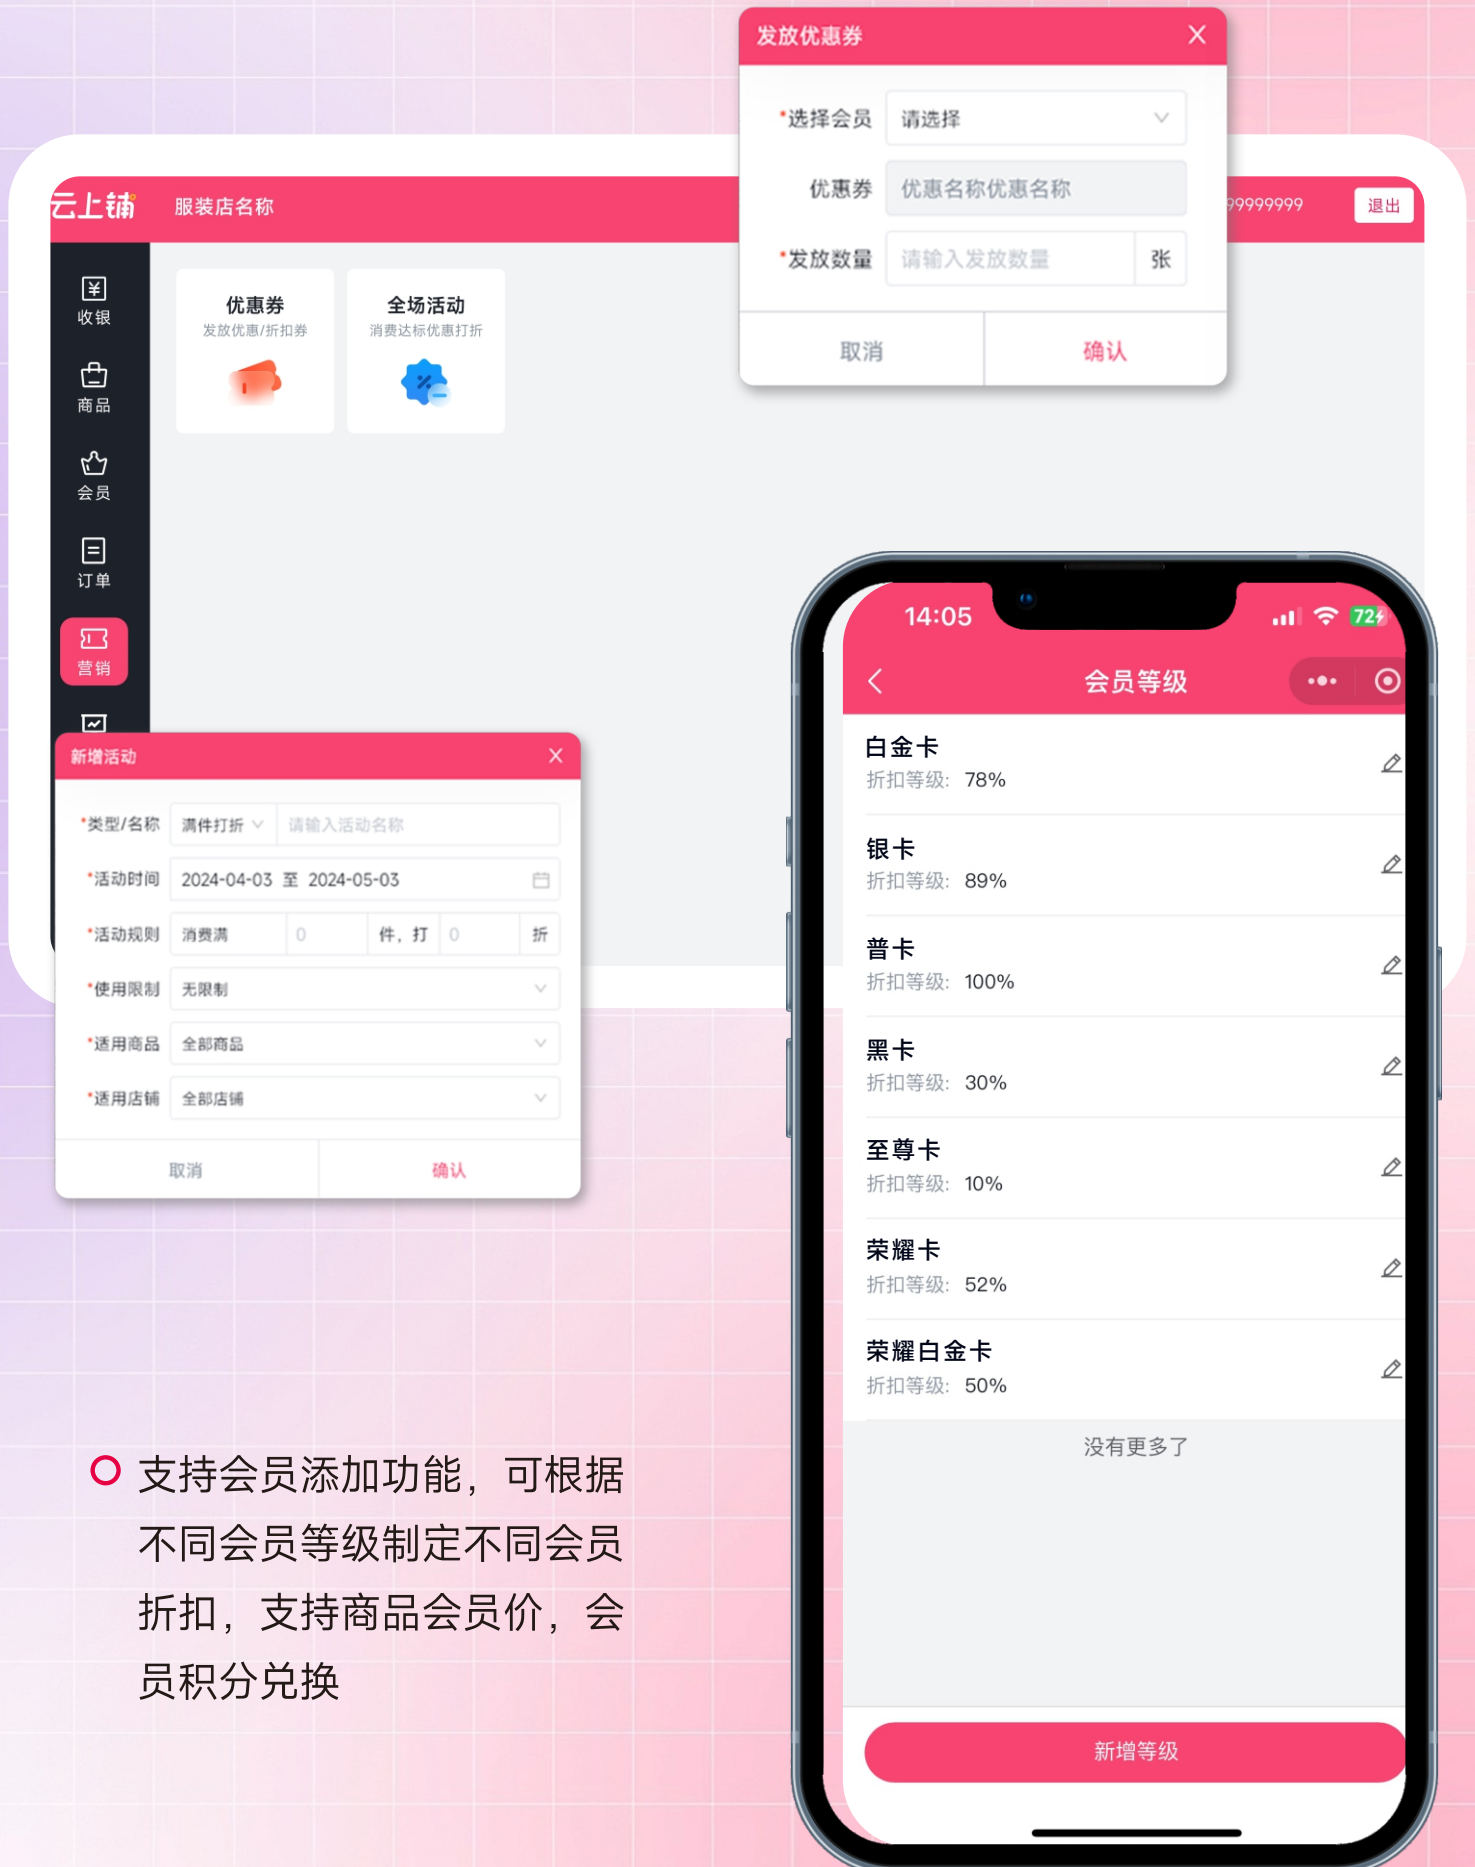 发放优惠券
*选择会员 请选择
优惠券 优惠名称优惠名称
*发放数量 请输入发放数量 张
取消 确认
云上铺 服装店名称 99999999 退出
收银
商品
会员
订单
营销
优惠券
发放优惠/折扣券
全场活动
消费达标优惠打折
新增活动
*类型/名称 满件打折 请输入活动名称
*活动时间 2024-04-03 至 2024-05-03
*活动规则 消费满 0 件，打 0 折
*使用限制 无限制
*适用商品 全部商品
*适用店铺 全部店铺
取消 确认
14:05 72
会员等级
白金卡
折扣等级: 78%
银卡
折扣等级: 89%
普卡
折扣等级: 100%
黑卡
折扣等级: 30%
至尊卡
折扣等级: 10%
荣耀卡
折扣等级: 52%
荣耀白金卡
折扣等级: 50%
没有更多了
新增等级
支持会员添加功能，可根据
不同会员等级制定不同会员
折扣，支持商品会员价，会
员积分兑换